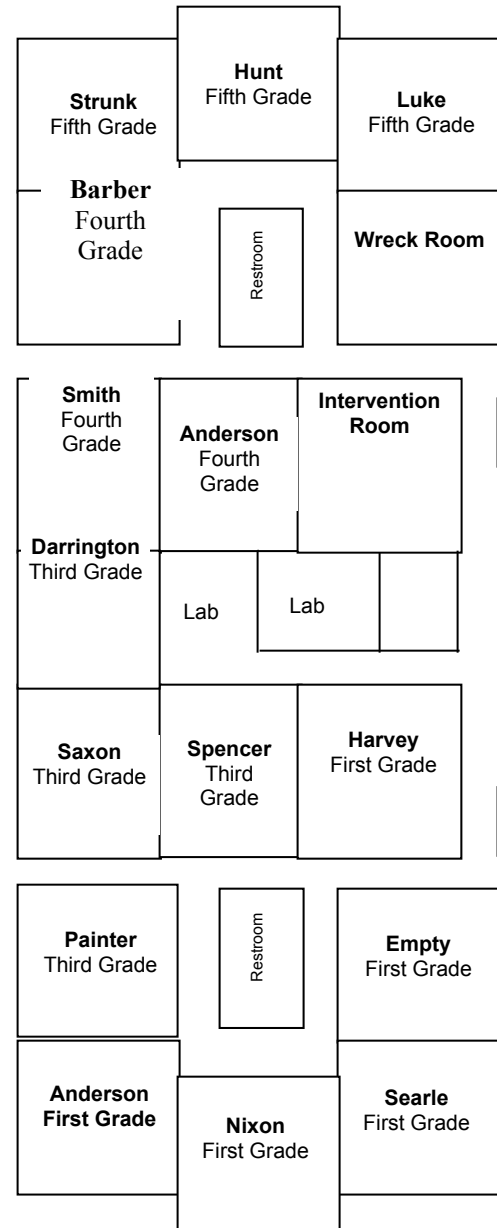 Hunt
Fifth Grade
Strunk
Fifth Grade
Luke
Fifth Grade
Barber
Fourth
Grade
Restroom
Wreck Room
Smith
Fourth
Grade
Anderson
Fourth
Grade
Intervention
Room
Darrington
Third Grade
Lab
Lab
Saxon
Third Grade
Spencer
Third
Grade
Harvey
First Grade
Painter
Third Grade
Restroom
Empty
First Grade
Anderson
First Grade
Nixon
First Grade
Searle
First Grade